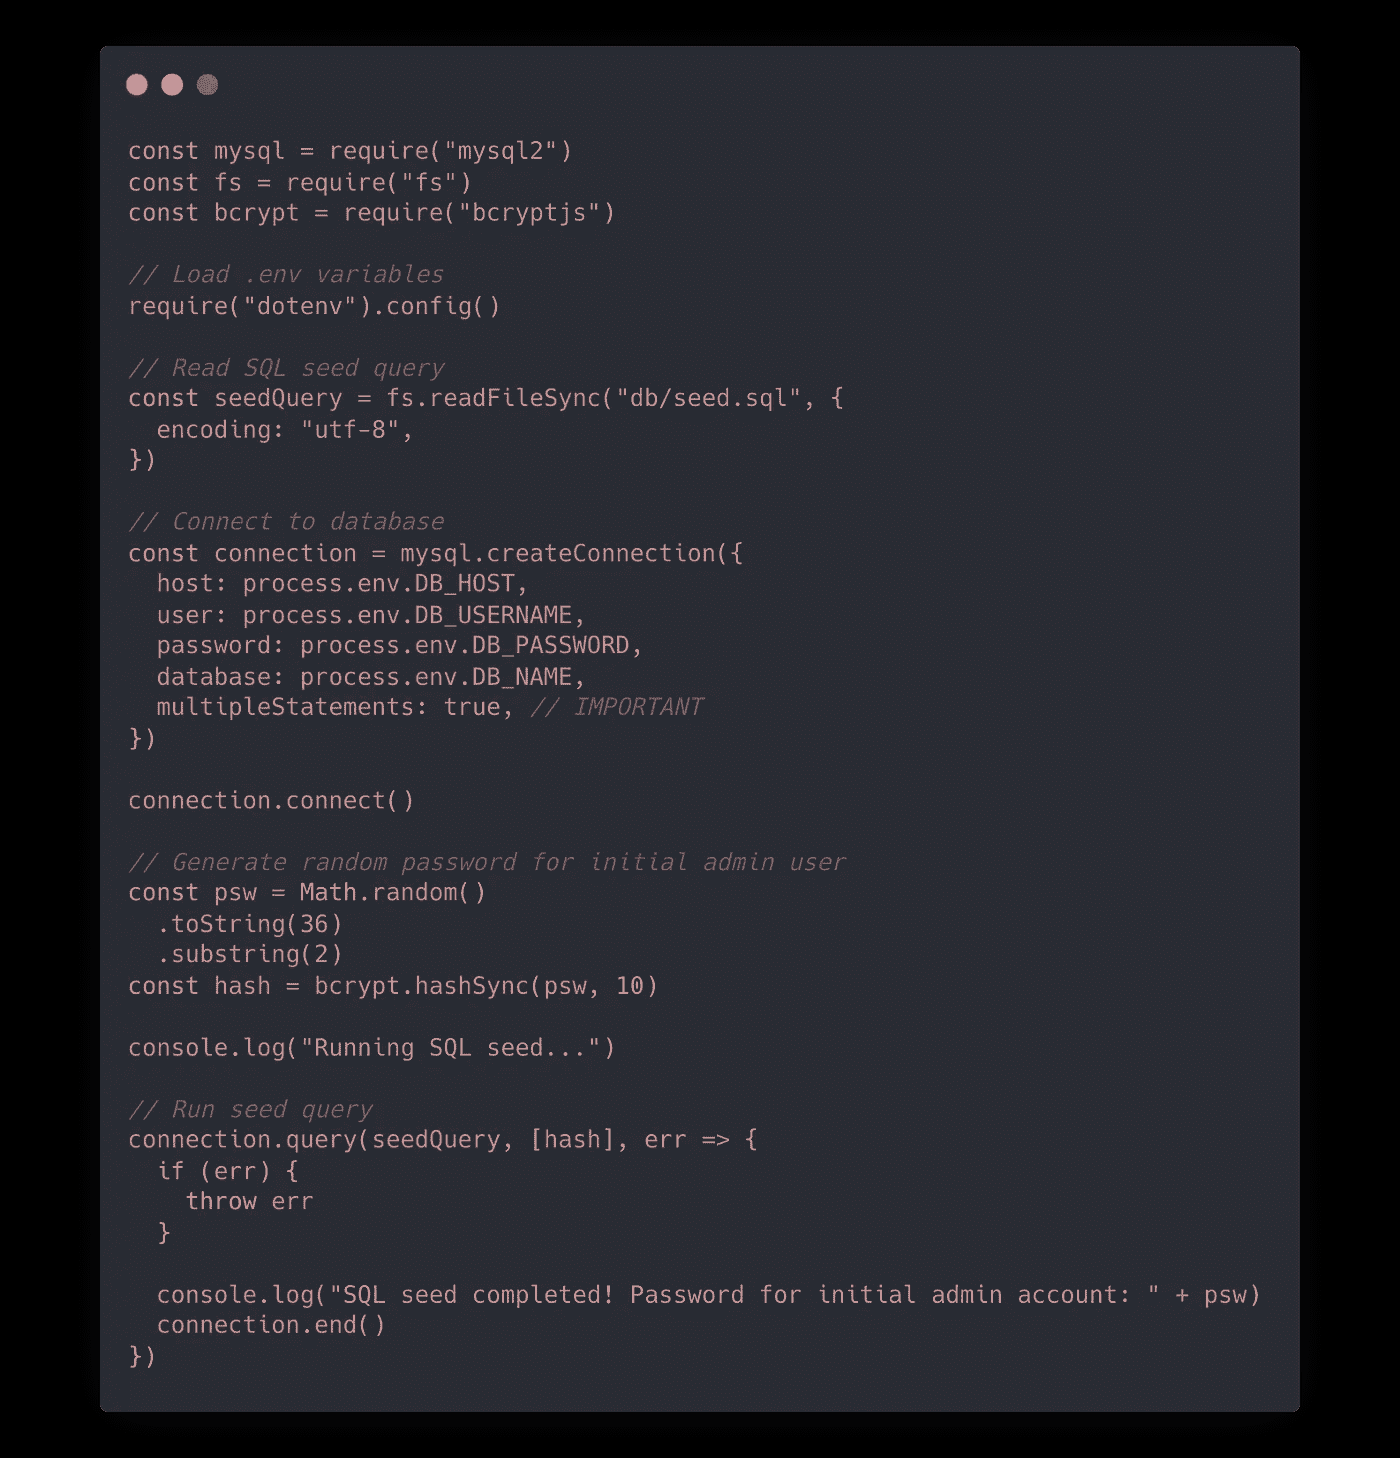 const mysql = require("mysql2")
const fs = require("fs")
const bcrypt = require("bcryptjs")

// Load .env variables
require("dotenv").config()

// Read SQL seed query
const seedQuery = fs.readFileSync("db/seed.sql", {
  encoding: "utf-8",
})

// Connect to database
const connection = mysql.createConnection({
  host: process.env.DB_HOST,
  user: process.env.DB_USERNAME,
  password: process.env.DB_PASSWORD,
  database: process.env.DB_NAME,
  multipleStatements: true, // IMPORTANT
})

connection.connect()

// Generate random password for initial admin user
const psw = Math.random()
  .toString(36)
  .substring(2)
const hash = bcrypt.hashSync(psw, 10)

console.log("Running SQL seed...")

// Run seed query
connection.query(seedQuery, [hash], err => {
  if (err) {
    throw err
  }

  console.log("SQL seed completed! Password for initial admin account: " + psw)
  connection.end()
})